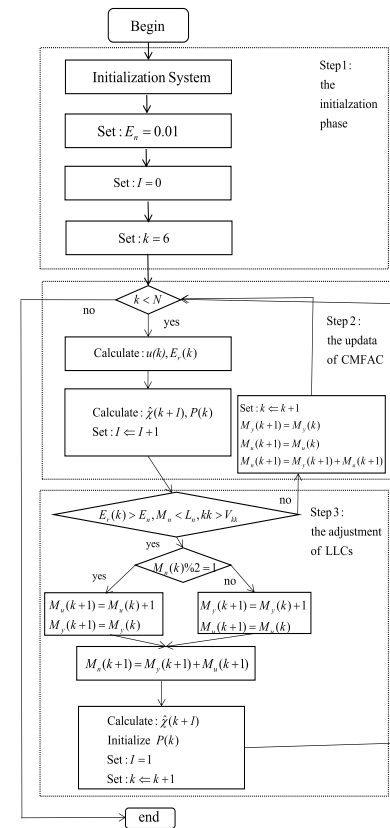 Begin
Initialization System
Step1:
the
initialzation
phase
Set: E_n = 0.01
Set: I = 0
Set: k = 6
k < N
no
yes
Step 2:
the updata
of CMFAC
Calculate: u(k), E_r(k)
Calculate: χ̂(k+I), P(k)
Set: I ⇐ I+1
Set: k ⇐ k+1
M_y(k+1) = M_y(k)
M_u(k+1) = M_u(k)
M_n(k+1) = M_y(k+1) + M_u(k+1)
no
E_r(k) > E_n, M_n < L_n, kk > V_kk
Step 3:
the adjustment
of LLCs
yes
M_n(k)%2 = 1
yes
no
M_u(k+1) = M_u(k)+1
M_y(k+1) = M_y(k)
M_y(k+1) = M_y(k)+1
M_u(k+1) = M_u(k)
M_n(k+1) = M_y(k+1) + M_u(k+1)
Calculate: χ̂(k+I)
Initialize P(k)
Set: I = 1
Set: k ⇐ k+1
end